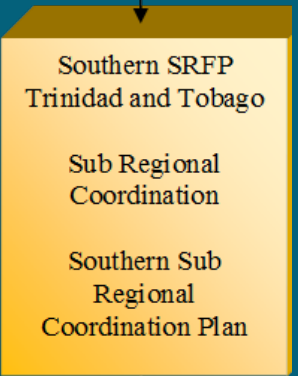 Southern SRFP
Trinidad and Tobago
Sub Regional
Coordination
Southern Sub
Regional
Coordination Plan